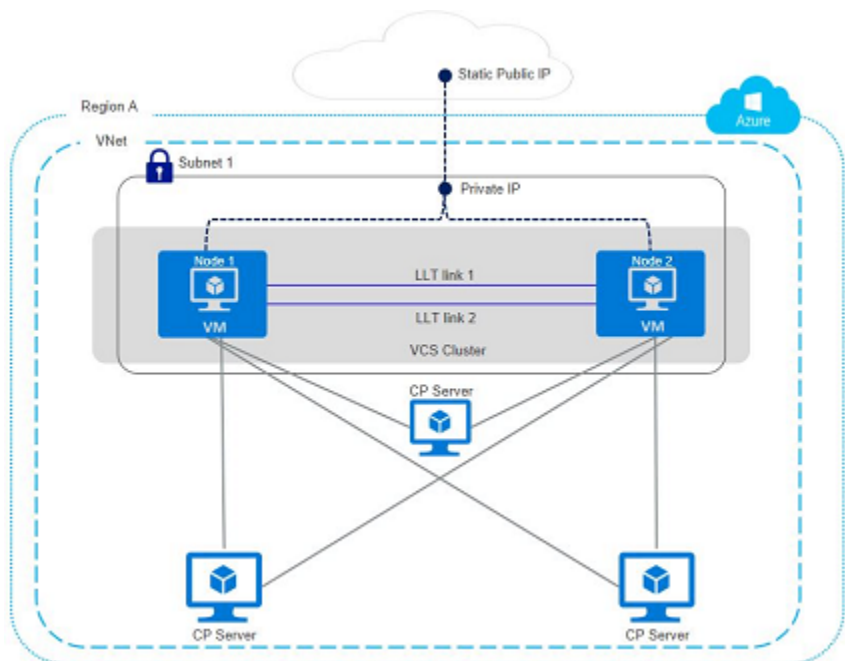 Static Public IP
Region A
Azure
VNet
Subnet 1
Private IP
Node 1
Node 2
LLT link 1
LLT link 2
VM
VM
VCS Cluster
CP Server
CP Server
CP Server